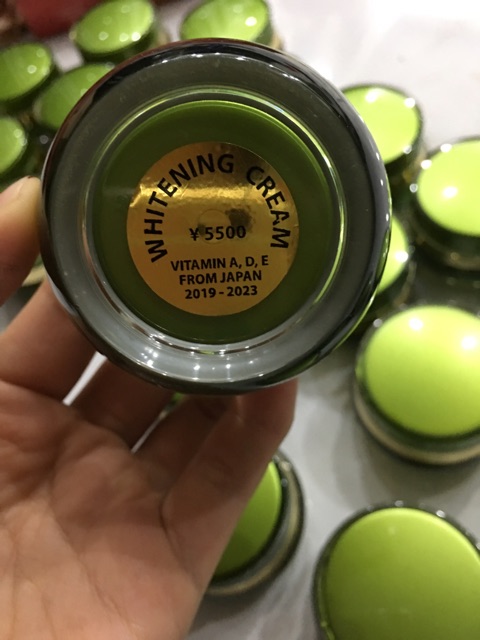 WHITENING CREAM
¥ 5500
VITAMIN A, D, E
FROM JAPAN
2019 - 2023